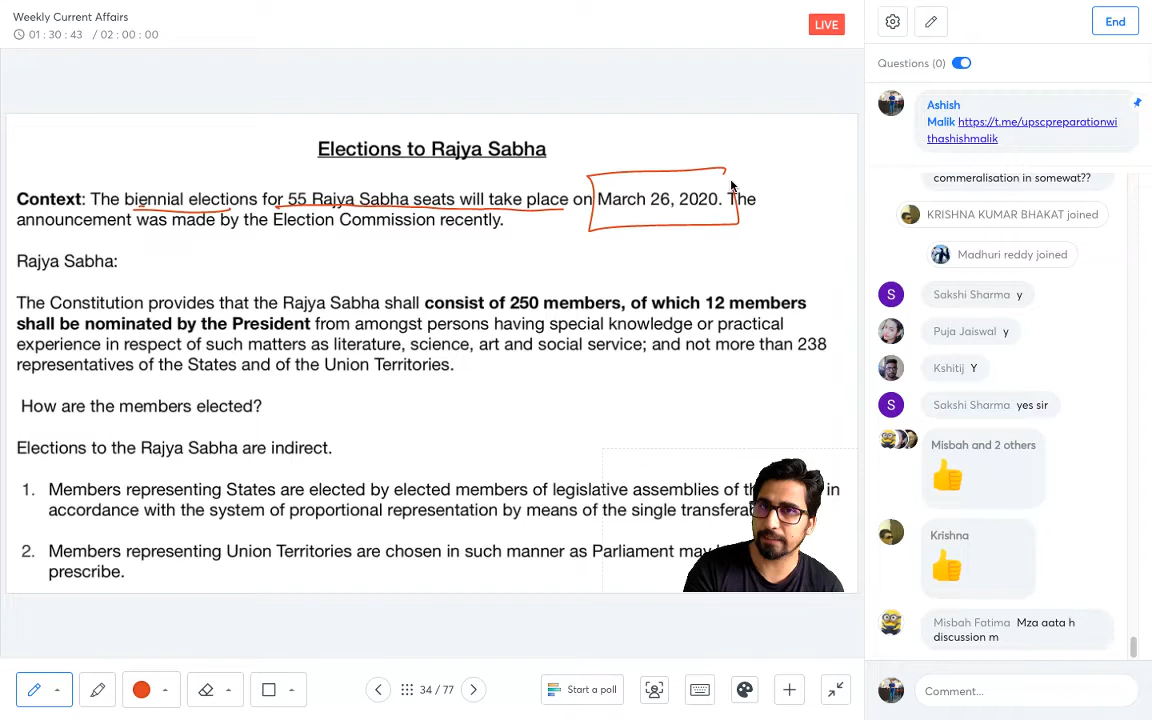 Weekly Current Affairs
01 : 30 : 43 / 02 : 00 : 00
LIVE
Elections to Rajya Sabha
Context: The biennial elections for 55 Rajya Sabha seats will take place on March 26, 2020. The
announcement was made by the Election Commission recently.
Rajya Sabha:
The Constitution provides that the Rajya Sabha shall consist of 250 members, of which 12 members
shall be nominated by the President from amongst persons having special knowledge or practical
experience in respect of such matters as literature, science, art and social service; and not more than 238
representatives of the States and of the Union Territories.
How are the members elected?
Elections to the Rajya Sabha are indirect.
1. Members representing States are elected by elected members of legislative assemblies of in
accordance with the system of proportional representation by means of the single
2. Members representing Union Territories are chosen in such manner as Parliament may
prescribe.
34 / 77
Start a poll
End
Questions (0)
Ashish
Malik https://t.me/upscpreparationwi
thashishmalik
commeralisation in somewat??
KRISHNA KUMAR BHAKAT joined
Madhuri reddy joined
S Sakshi Sharma y
Puja Jaiswal y
Kshitij Y
S Sakshi Sharma yes sir
Misbah and 2 others
Krishna
Misbah Fatima Mza aata h
discussion m
Comment...